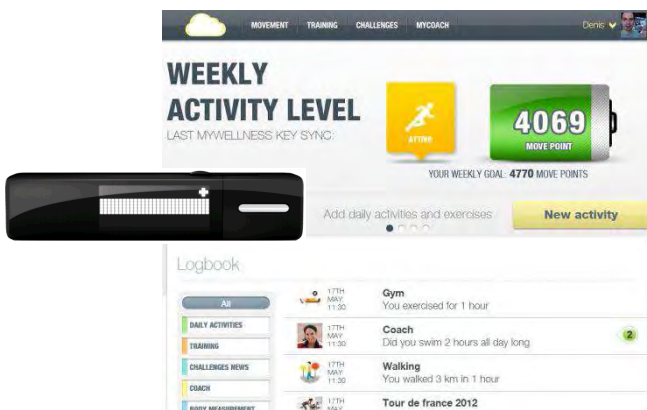 MOVEMENT TRAINING CHALLENGES MYCOACH Denis
WEEKLY
ACTIVITY LEVEL
LAST MYWELLNESS KEY SYNC:
ACTIVE
4069
MOVE POINT
YOUR WEEKLY GOAL: 4770 MOVE POINTS
Add daily activities and exercises
New activity
Logbook
All
DAILY ACTIVITIES
TRAINING
CHALLENGES NEWS
COACH
BODY MEASUREMENT
17TH
MAY
11:30
Gym
You exercised for 1 hour
17TH
MAY
11:30
Coach
Did you swim 2 hours all day long
2
17TH
MAY
11:30
Walking
You walked 3 km in 1 hour
17TH
MAY
Tour de france 2012